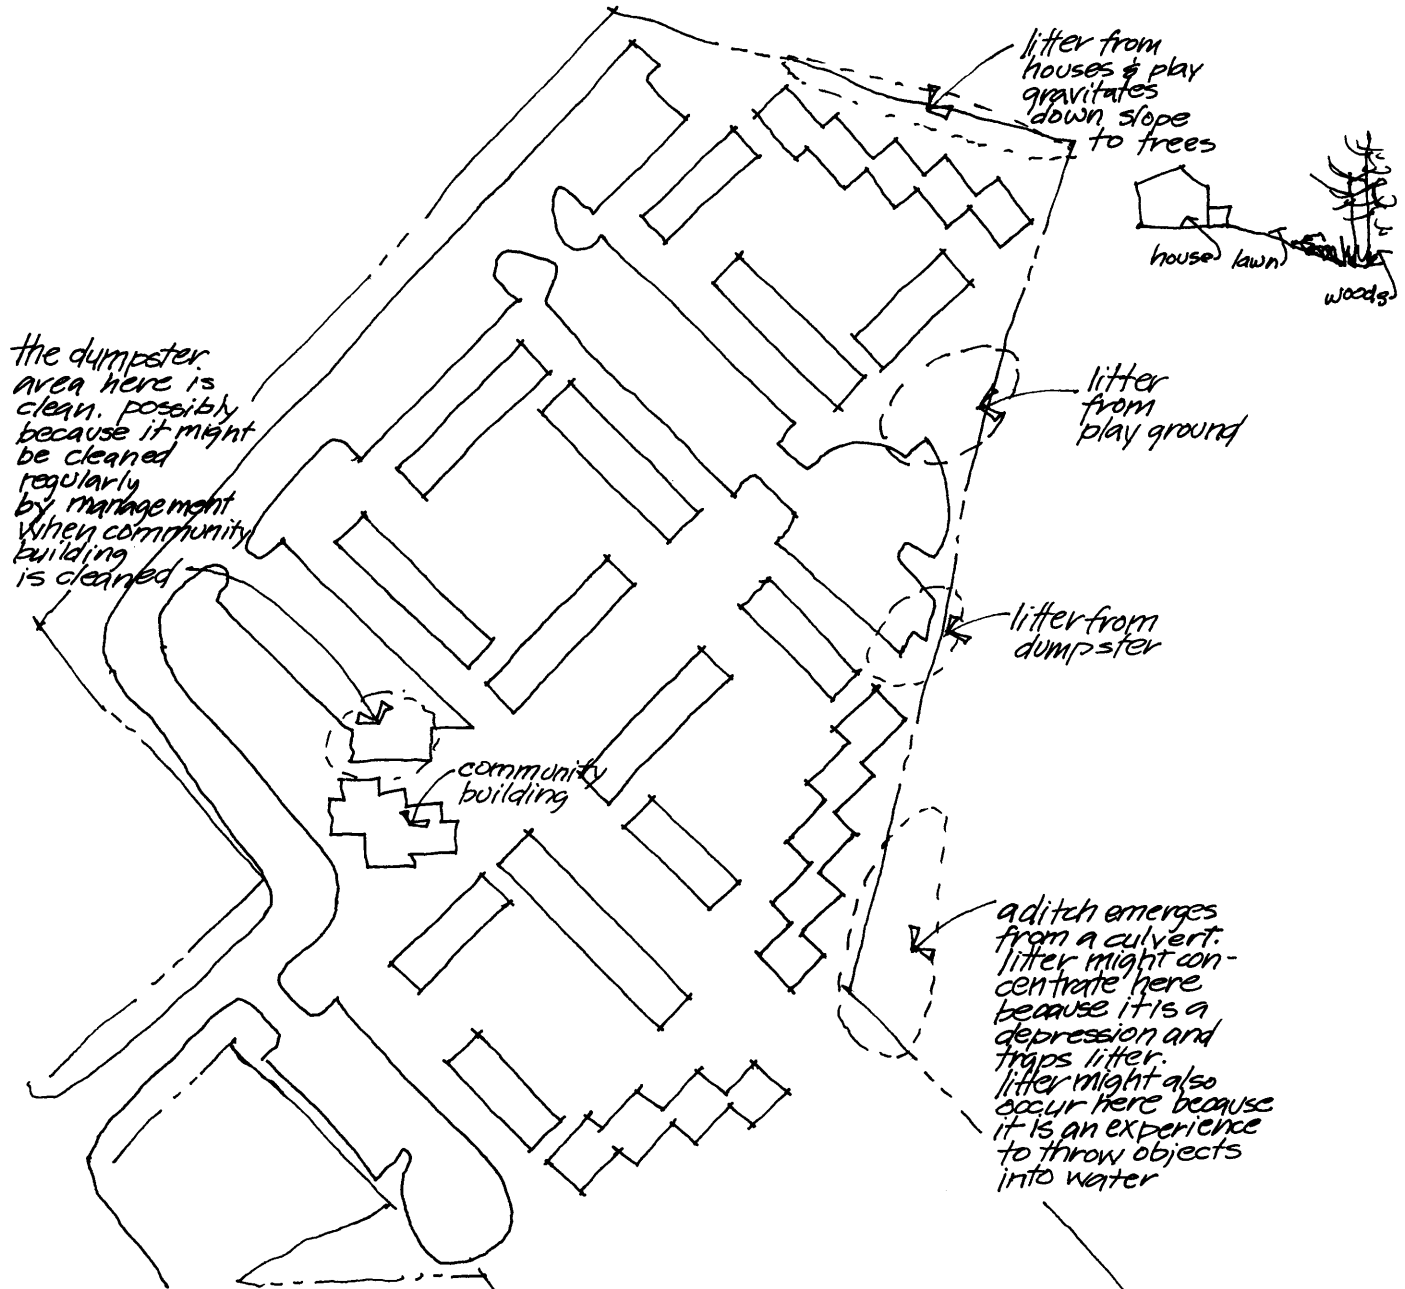 litter from
houses & play
gravitates
down slope
to trees
house
lawn
woods
the dumpster
area here is
clean. possibly
because it might
be cleaned
regularly
by management
when community
building
is cleaned
litter
from
play ground
litter from
dumpster
community
building
a ditch emerges
from a culvert.
litter might con-
centrate here
because it is a
depression and
traps litter.
litter might also
occur here because
it is an experience
to throw objects
into water